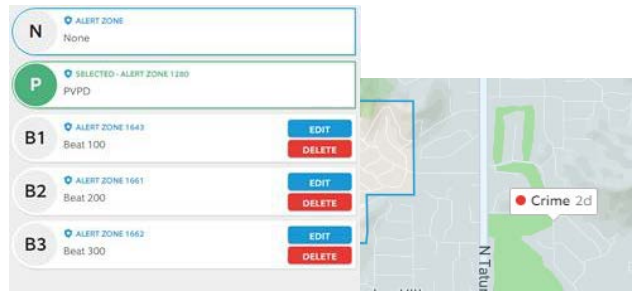 N
ALERT ZONE
None
P
SELECTED - ALERT ZONE 1280
PVPD
B1
ALERT ZONE 1643
Beat 100
EDIT
DELETE
B2
ALERT ZONE 1661
Beat 200
EDIT
DELETE
B3
ALERT ZONE 1662
Beat 300
EDIT
DELETE
Crime 2d
N Tatum